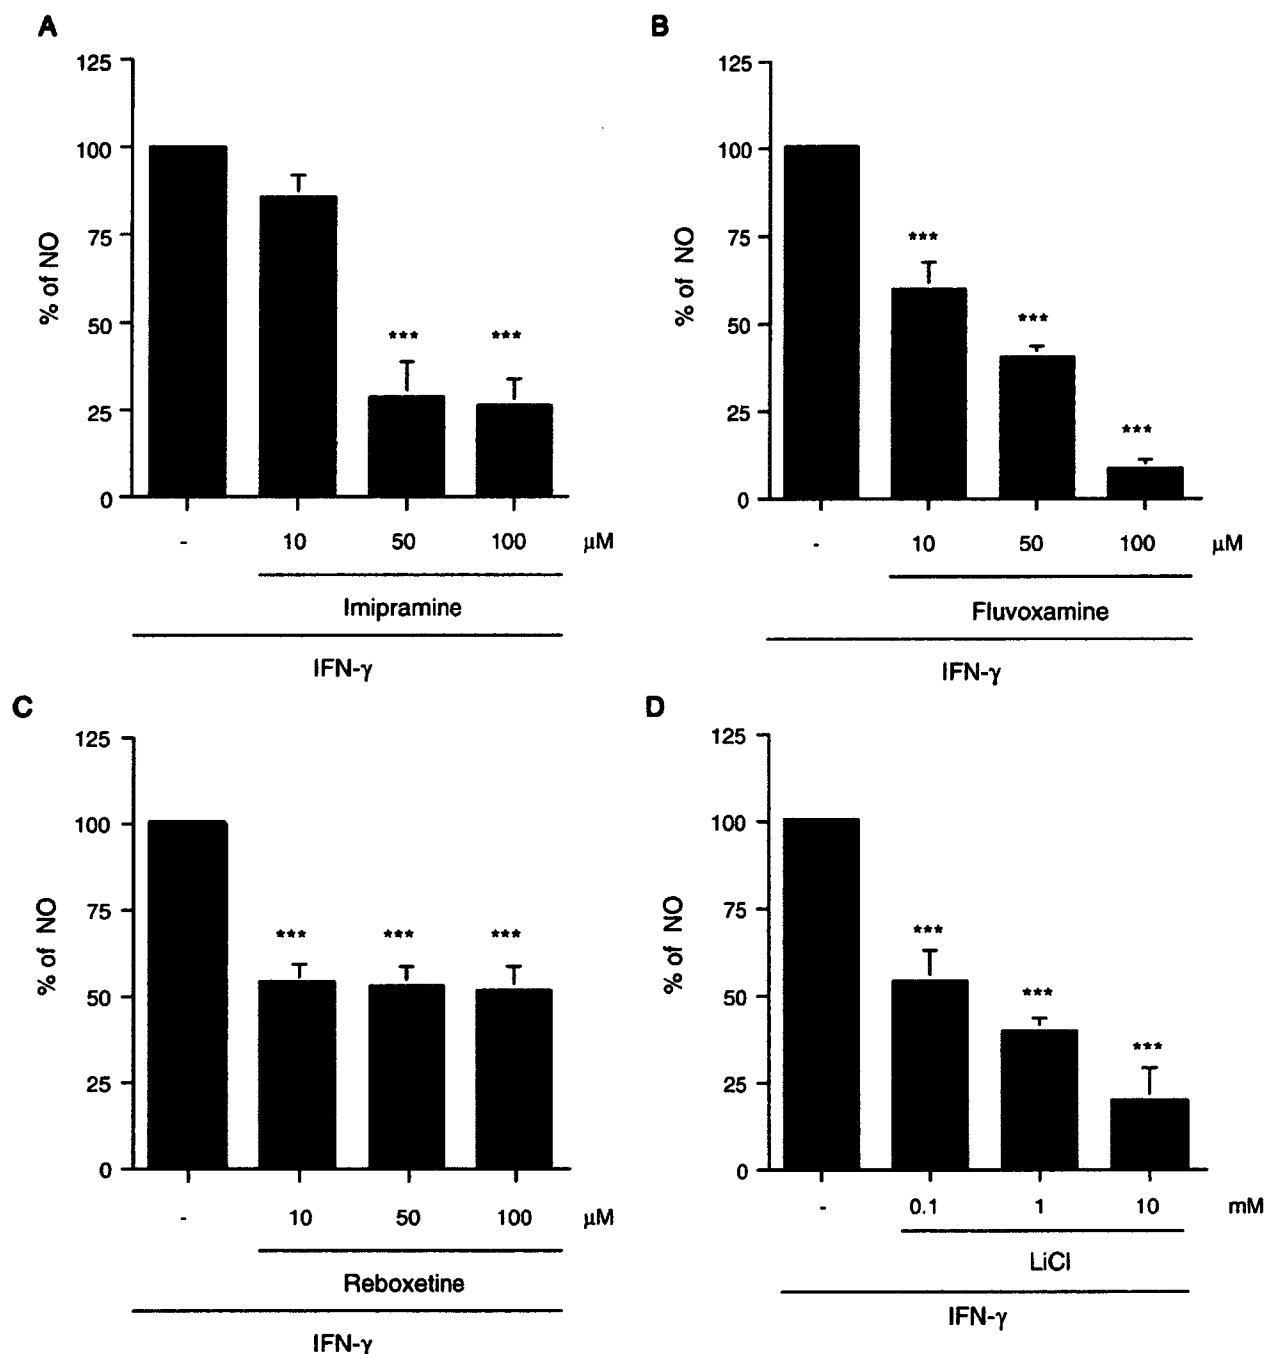 A
125
100
75
50
25
0
% of NO
*** ***
- 10 50 100 µM
Imipramine
IFN-γ
B
125
100
75
50
25
0
% of NO
***
***
***
- 10 50 100 µM
Fluvoxamine
IFN-γ
C
125
100
75
50
25
0
% of NO
*** *** ***
- 10 50 100 µM
Reboxetine
IFN-γ
D
125
100
75
50
25
0
% of NO
***
***
***
- 0.1 1 10 mM
LiCl
IFN-γ